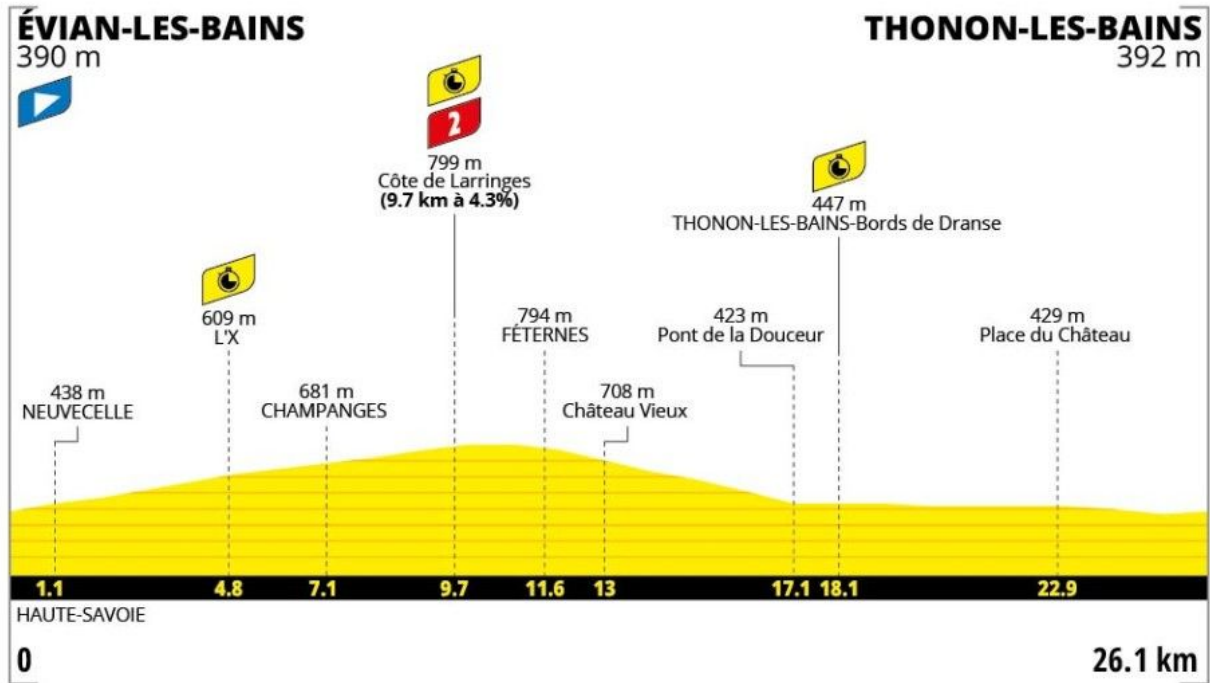 ÉVIAN-LES-BAINS
390 m
THONON-LES-BAINS
392 m
2
799 m
Côte de Larringes
(9.7 km à 4.3%)
447 m
THONON-LES-BAINS-Bords de Dranse
609 m
L'X
794 m
FÉTERNES
423 m
Pont de la Douceur
429 m
Place du Château
438 m
NEUVECELLE
681 m
CHAMPANGES
708 m
Château Vieux
1.1 4.8 7.1 9.7 11.6 13 17.1 18.1 22.9
HAUTE-SAVOIE
0 26.1 km